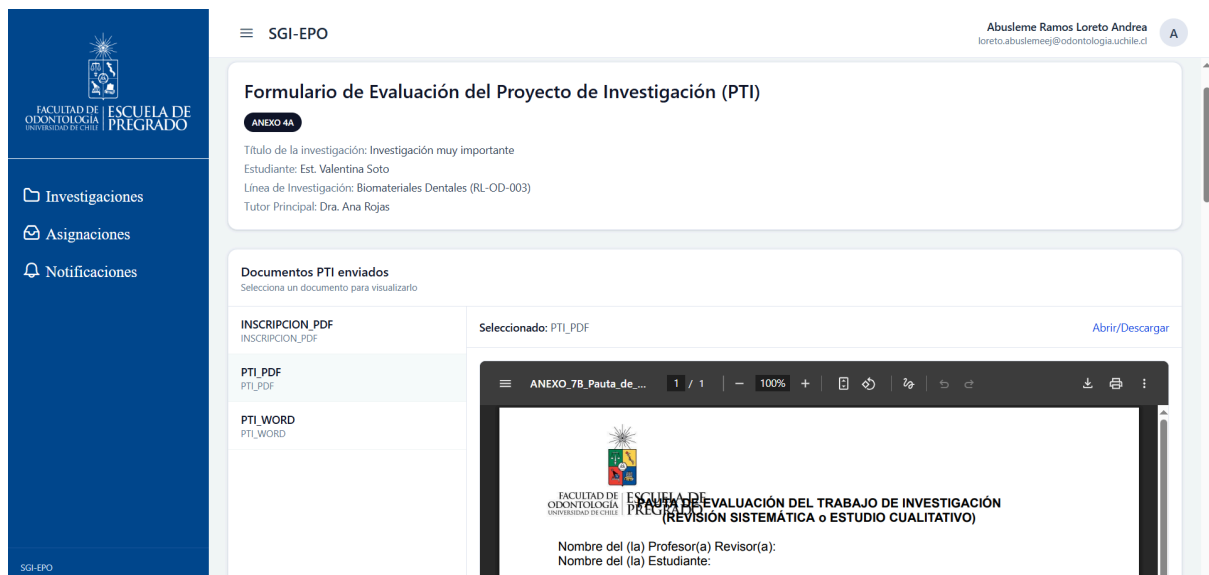 FACULTAD DE ODONTOLOGÍA
UNIVERSIDAD DE CHILE
ESCUELA DE PREGRADO
Investigaciones
Asignaciones
Notificaciones
SGI-EPO
SGI-EPO
Abusleme Ramos Loreto Andrea
loreto.abuslemeej@odontologia.uchile.cl
A
Formulario de Evaluación del Proyecto de Investigación (PTI)
ANEXO 4A
Título de la investigación: Investigación muy importante
Estudiante: Est. Valentina Soto
Línea de Investigación: Biomateriales Dentales (RL-OD-003)
Tutor Principal: Dra. Ana Rojas
Documentos PTI enviados
Selecciona un documento para visualizarlo
INSCRIPCION_PDF
INSCRIPCION_PDF
PTI_PDF
PTI_PDF
PTI_WORD
PTI_WORD
Seleccionado: PTI_PDF
Abrir/Descargar
ANEXO_7B_Pauta_de_...
1 / 1
100%
FACULTAD DE ODONTOLOGÍA
UNIVERSIDAD DE CHILE
ESCUELA DE PREGRADO
PAUTA DE EVALUACIÓN DEL TRABAJO DE INVESTIGACIÓN
(REVISIÓN SISTEMÁTICA o ESTUDIO CUALITATIVO)
Nombre del (la) Profesor(a) Revisor(a):
Nombre del (la) Estudiante: